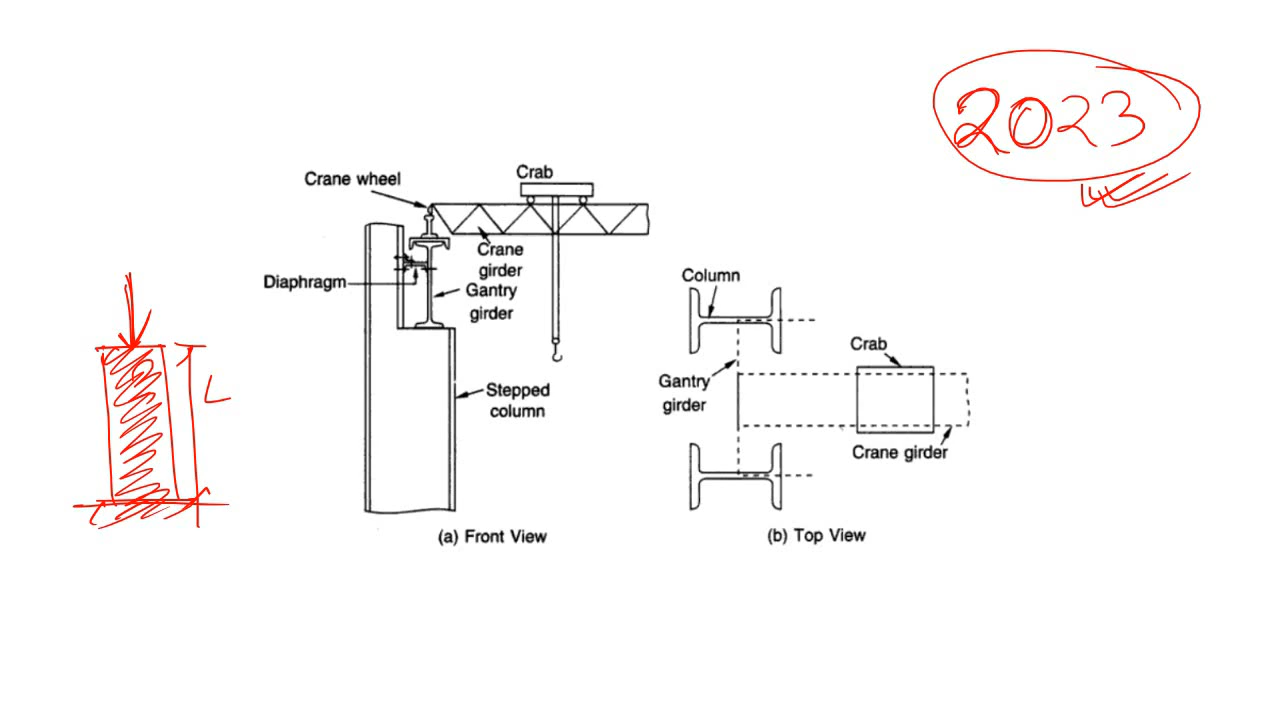 2023
Crane wheel
Crab
Crane
girder
Diaphragm
Gantry
girder
Stepped
column
L
(a) Front View
Column
Crab
Gantry
girder
Crane girder
(b) Top View